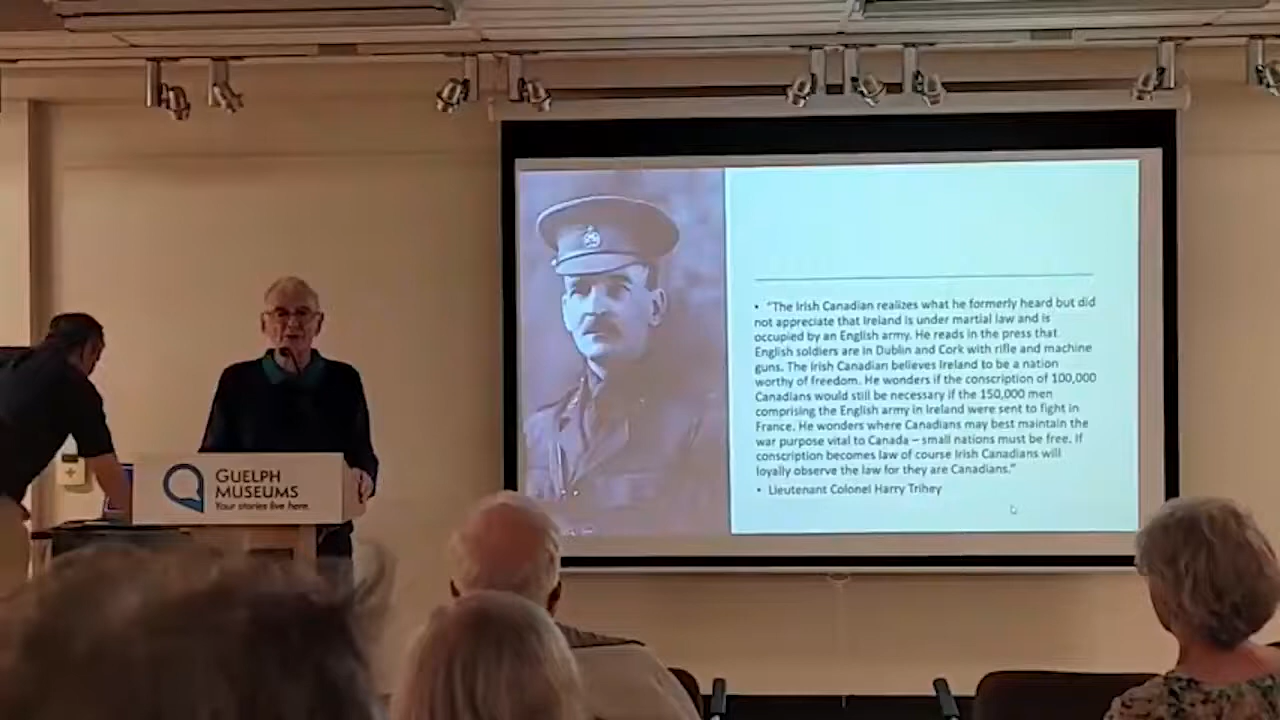 GUELPH
MUSEUMS
Your stories live here.
• "The Irish Canadian realizes what he formerly heard but did
not appreciate that Ireland is under martial law and is
occupied by an English army. He reads in the press that
English soldiers are in Dublin and Cork with rifle and machine
guns. The Irish Canadian believes Ireland to be a nation
worthy of freedom. He wonders if the conscription of 100,000
Canadians would still be necessary if the 150,000 men
comprising the English army in Ireland were sent to fight in
France. He wonders where Canadians may best maintain the
war purpose vital to Canada – small nations must be free. If
conscription becomes law of course Irish Canadians will
loyally observe the law for they are Canadians."
• Lieutenant Colonel Harry Trihey